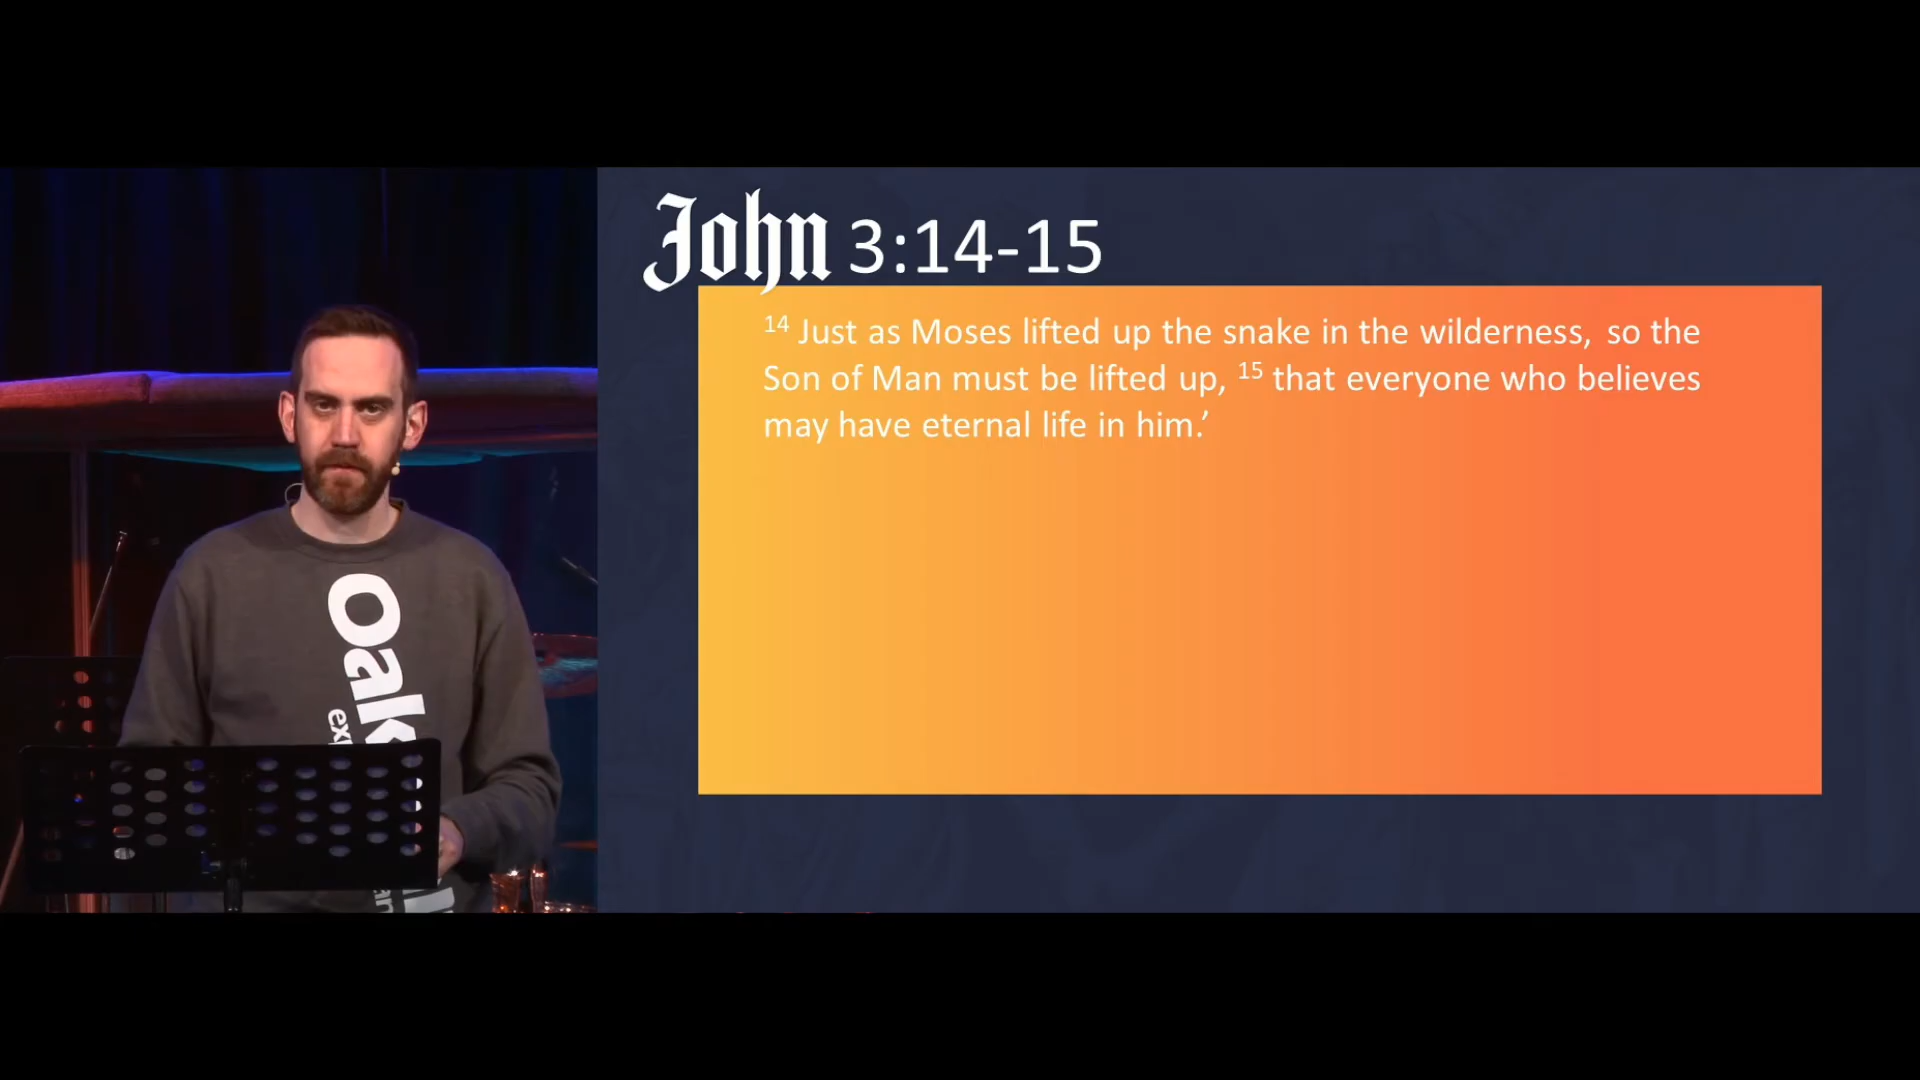 John 3:14-15
14 Just as Moses lifted up the snake in the wilderness, so the
Son of Man must be lifted up, 15 that everyone who believes
may have eternal life in him.’